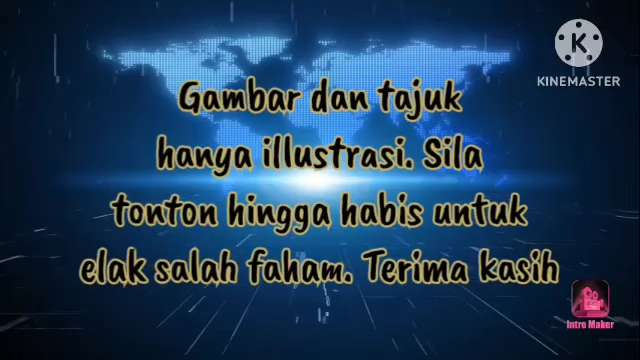 KINEMASTER
Gambar dan tajuk
hanya illustrasi. Sila
tonton hingga habis untuk
elak salah faham. Terima kasih
Intro Maker